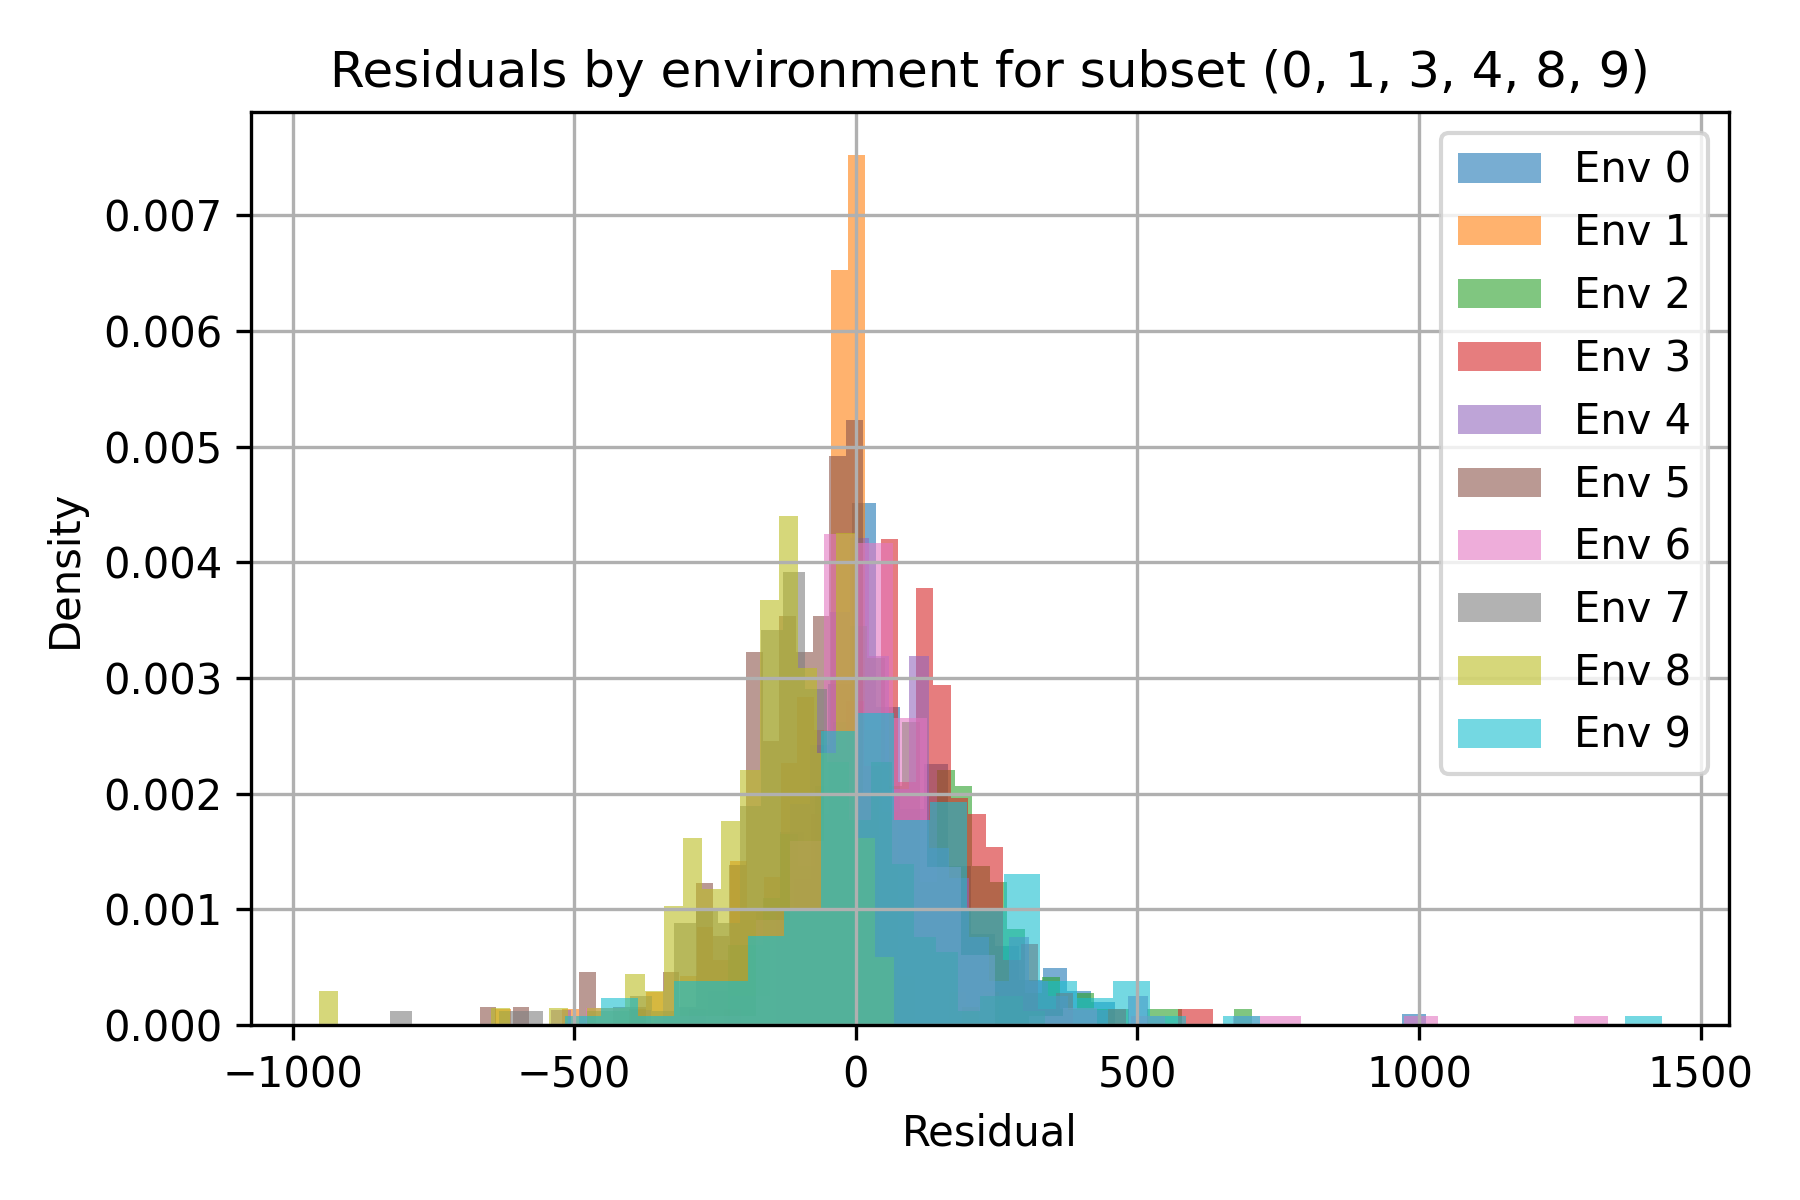 Residuals by environment for subset (0, 1, 3, 4, 8, 9)
Density
0.007
0.006
0.005
0.004
0.003
0.002
0.001
0.000
−1000
−500
0
500
1000
1500
Residual
Env 0
Env 1
Env 2
Env 3
Env 4
Env 5
Env 6
Env 7
Env 8
Env 9